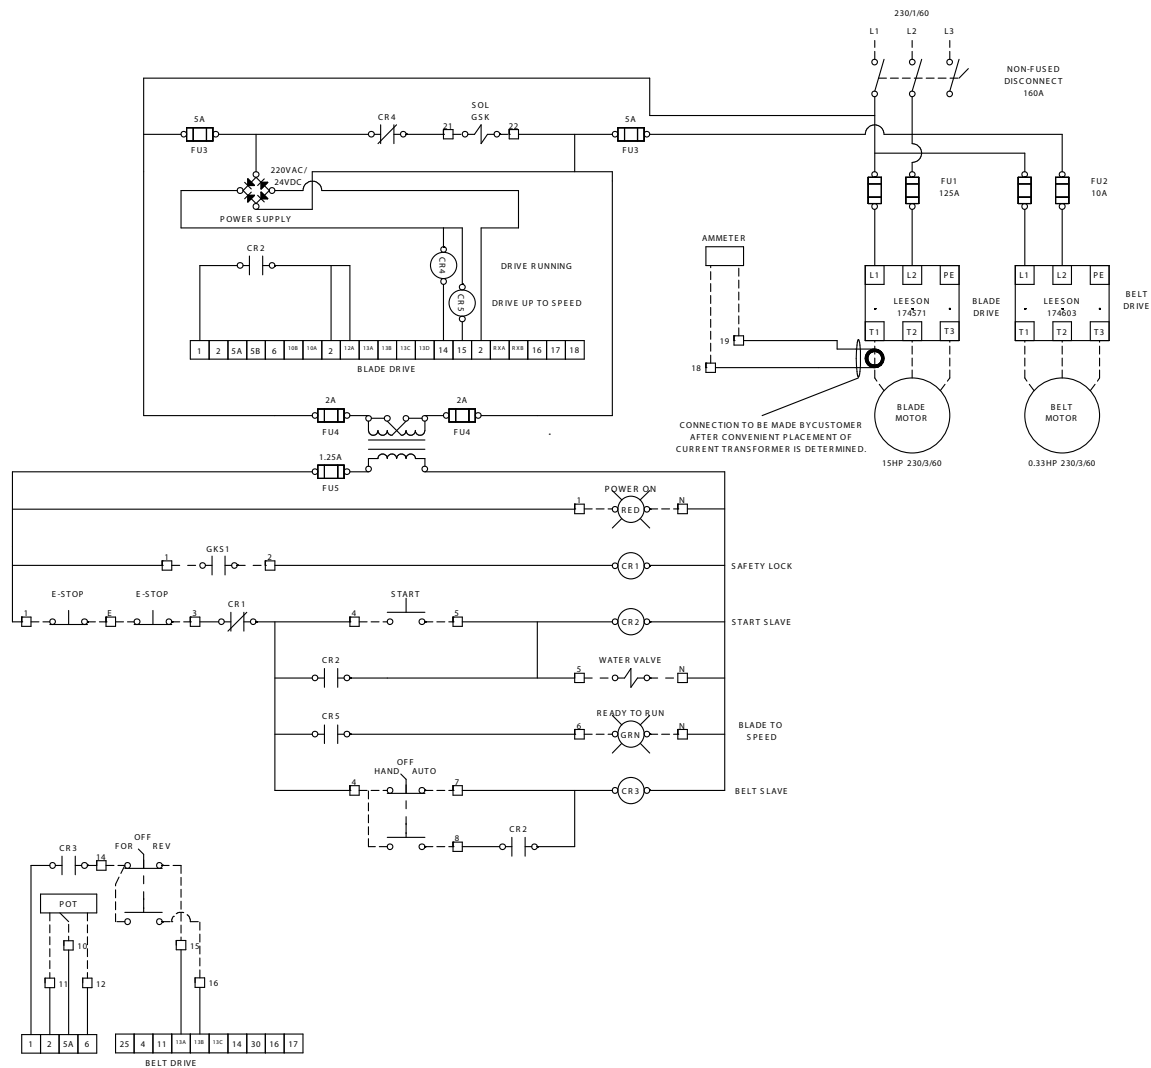 230/1/60
L1 L2 L3
NON-FUSED
DISCONNECT
160A
5A
FU3
CR4
21
SOL
GSK
22
5A
FU3
220VAC/
24VDC
POWER SUPPLY
FU1
125A
FU2
10A
CR2
CR4
DRIVE RUNNING
CR5
DRIVE UP TO SPEED
AMMETER
L1 L2 PE
LEESON
174571
T1 T2 T3
BLADE
DRIVE
L1 L2 PE
LEESON
174603
T1 T2 T3
BELT
DRIVE
1 2 5A 5B 6 10B 10A 2 12A 13A 13B 13C 13D 14 15 2 RXA RXB 16 17 18
BLADE DRIVE
19
18
CONNECTION TO BE MADE BYCUSTOMER
AFTER CONVENIENT PLACEMENT OF
CURRENT TRANSFORMER IS DETERMINED.
BLADE
MOTOR
15HP 230/3/60
BELT
MOTOR
0.33HP 230/3/60
2A
FU4
2A
FU4
1.25A
FU5
POWER ON
1 RED N
GKS1
1 2 CR1 SAFETY LOCK
E-STOP E-STOP CR1 START
1 E 3 4 5 CR2 START SLAVE
CR2 WATER VALVE
5 N
CR5 READY TO RUN
6 GRN N
BLADE TO
SPEED
OFF
HAND AUTO
4 7 CR3 BELT SLAVE
8 CR2
OFF
CR3 FOR REV
14
POT
10 15
11 12 16
1 2 5A 6
25 4 11 13A 13B 13C 14 30 16 17
BELT DRIVE